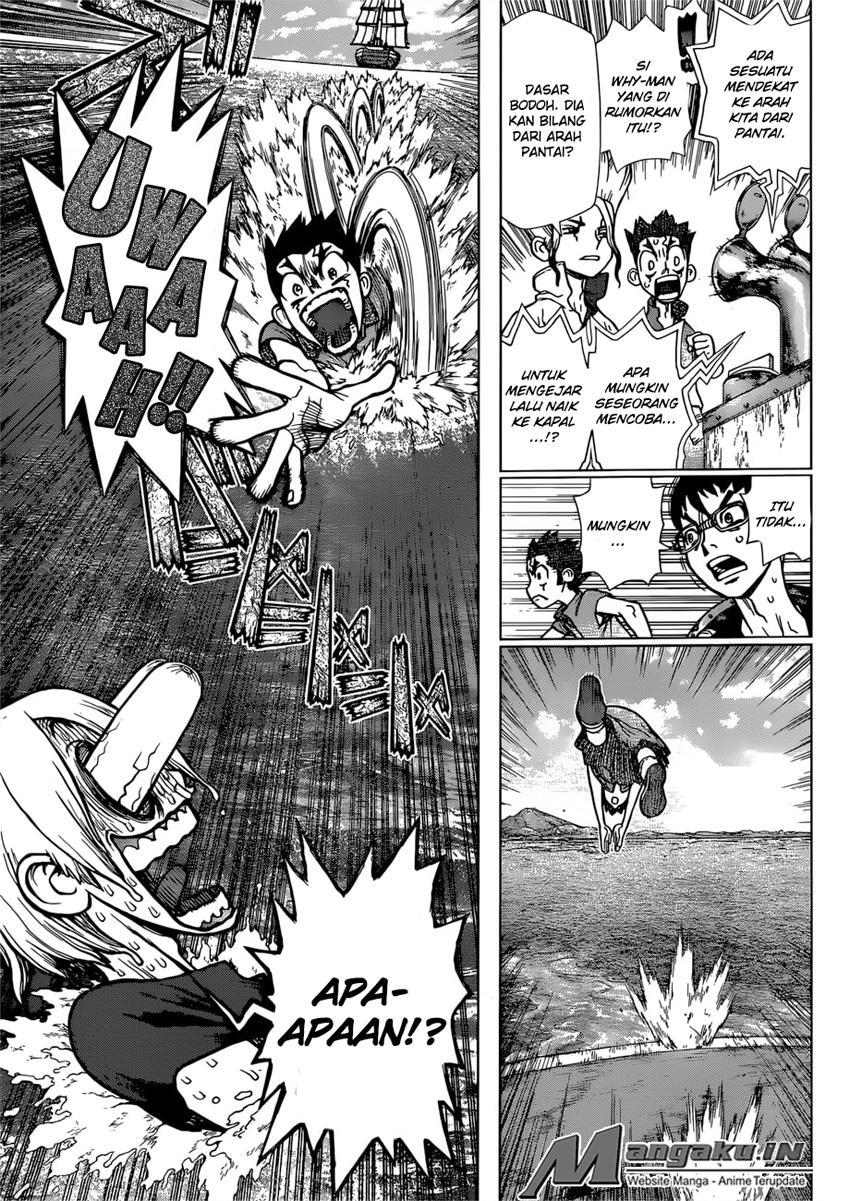 ADA
SESUATU
MENDEKAT
KE ARAH
KITA DARI
PANTAI.
SI
WHY-MAN
YANG DI
RUMORKAN
ITU!?
DASAR
BODOH. DIA
KAN BILANG
DARI ARAH
PANTAI?
APA
MUNGKIN
SESEORANG
MENCOBA...
UNTUK
MENGEJAR
LALU NAIK
KE KAPAL
...!?
ITU
TIDAK...
MUNGKIN
...
UWA
AAAH!!
APA-
APAAN!?
Mangaku.in
Website Manga - Anime Terupdate